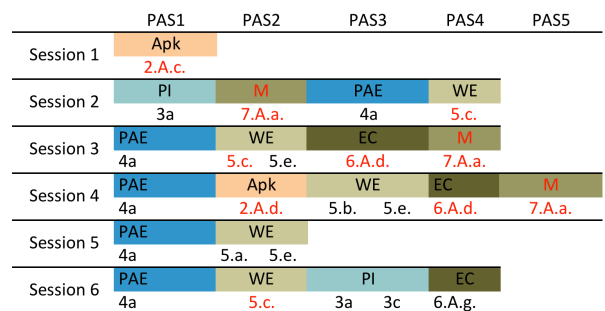 PAS1 PAS2 PAS3 PAS4 PAS5
Apk
Session 1
2.A.c.
PI M PAE WE
Session 2
3a 7.A.a. 4a 5.c.
PAE WE EC M
Session 3
4a 5.c. 5.e. 6.A.d. 7.A.a.
PAE Apk WE EC M
Session 4
4a 2.A.d. 5.b. 5.e. 6.A.d. 7.A.a.
PAE WE
Session 5
4a 5.a. 5.e.
PAE WE PI EC
Session 6
4a 5.c. 3a 3c 6.A.g.